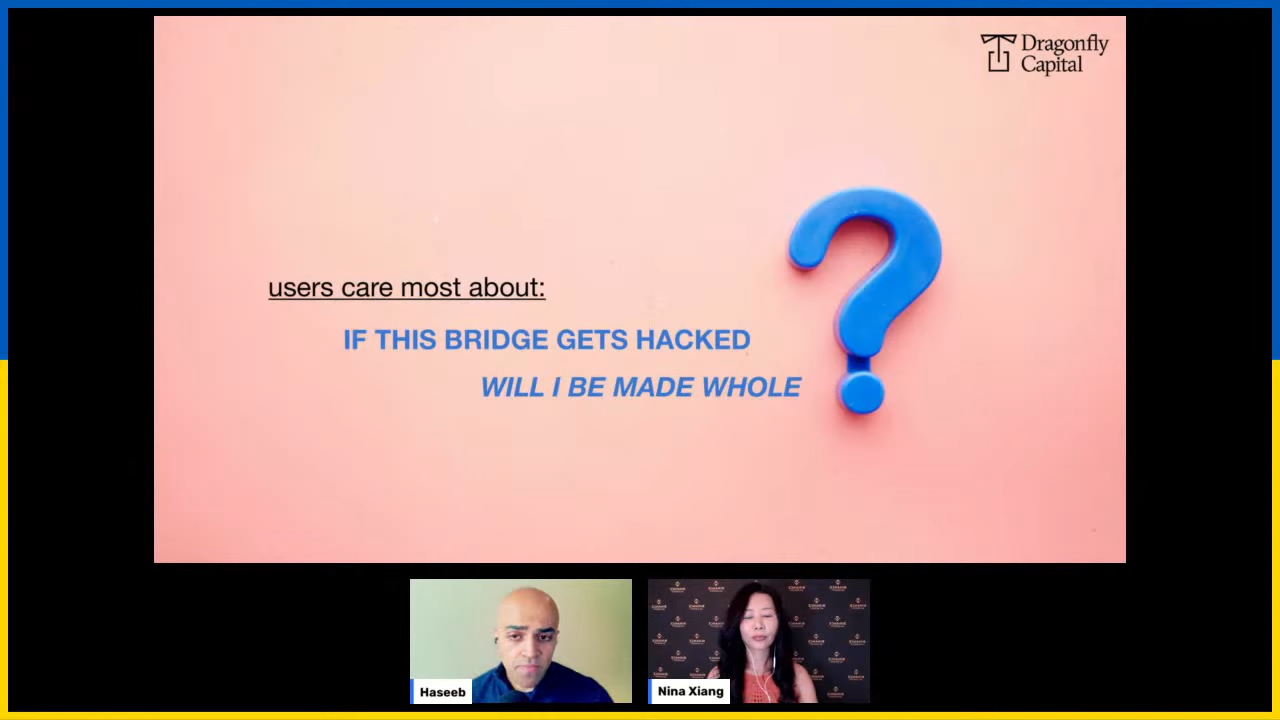 Dragonfly
Capital
users care most about:
IF THIS BRIDGE GETS HACKED
WILL I BE MADE WHOLE
Haseeb
Nina Xiang